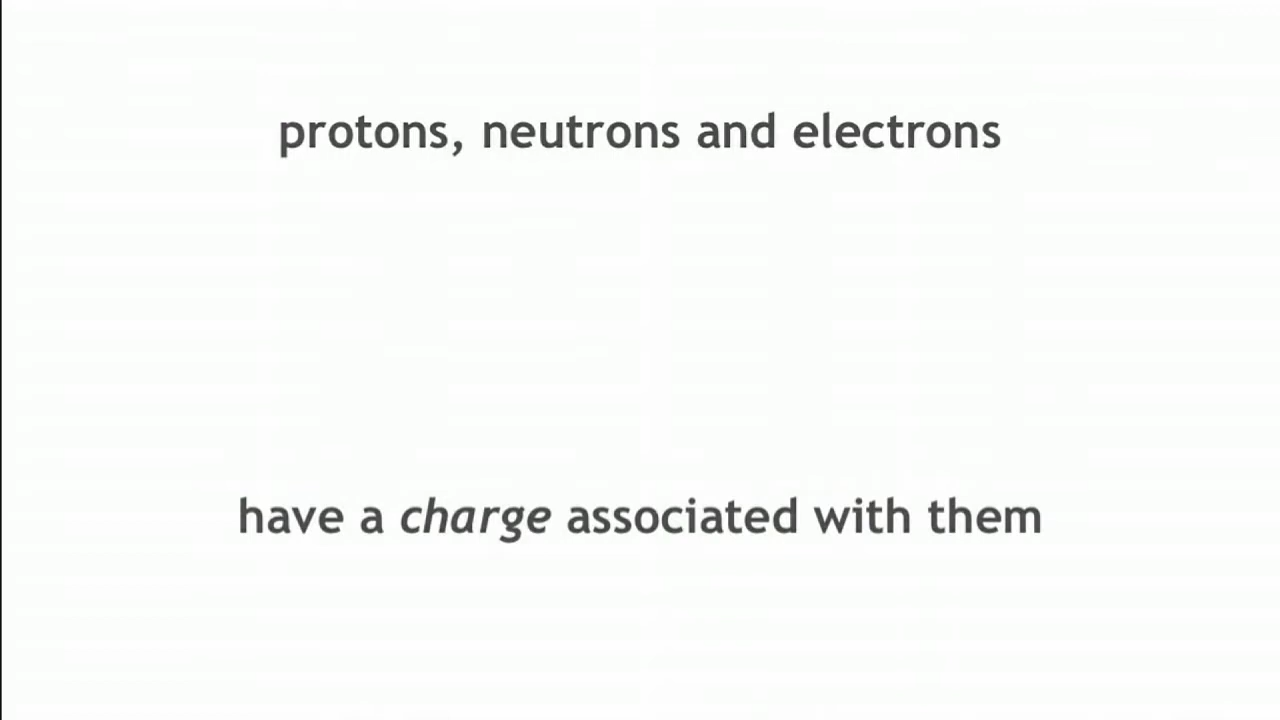 protons, neutrons and electrons
have a charge associated with them